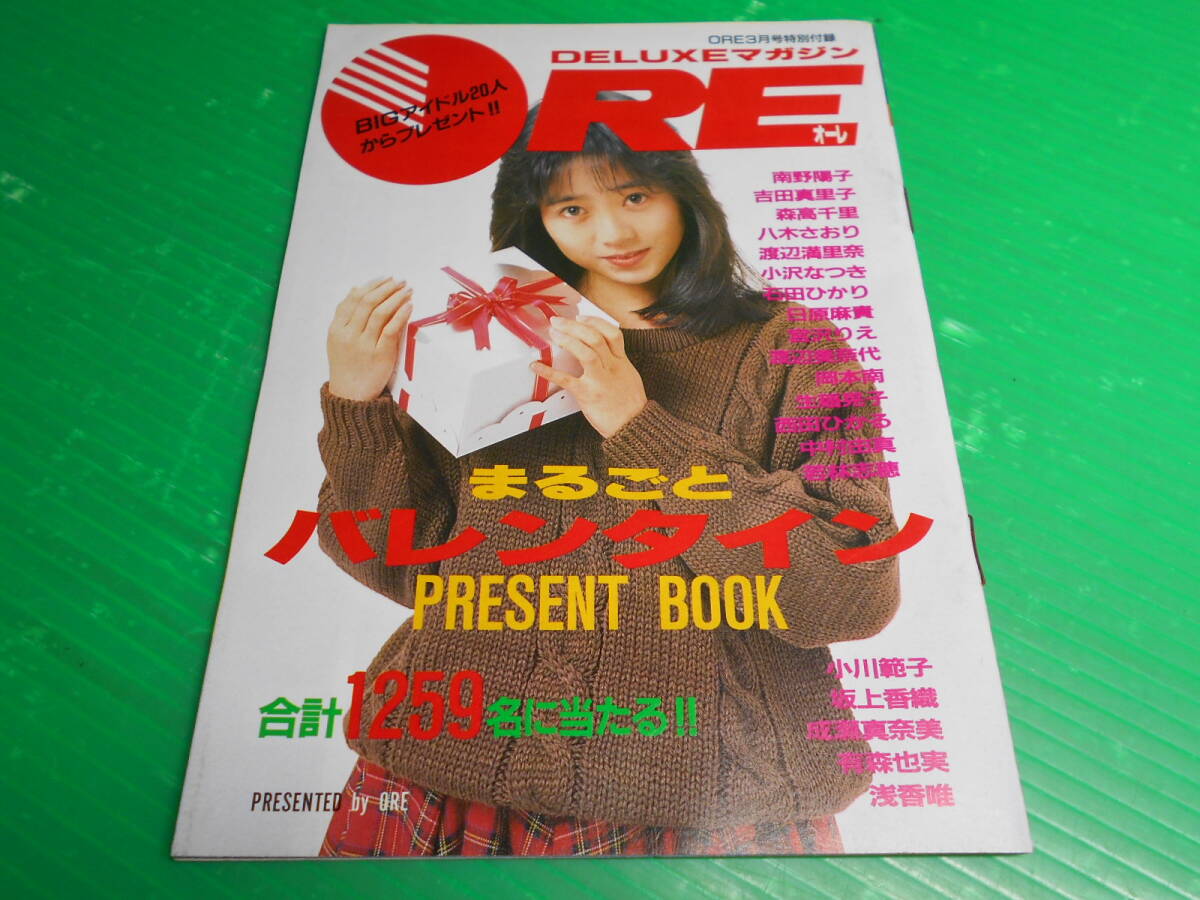 ORE3月号特別付録
DELUXEマガジン
ORE
オーレ
BIGアイドル20人
からプレゼント!!
南野陽子
吉田真里子
森高千里
八木さおり
渡辺満里奈
小沢なつき
石田ひかり
日原麻貴
宮沢りえ
渡辺美奈代
岡本南
生稲晃子
西田ひかる
中村由真
若林志穂
まるごと
バレンタイン
PRESENT BOOK
合計1259名に当たる!!
小川範子
坂上香織
成瀬真奈美
有森也実
浅香唯
PRESENTED by ORE